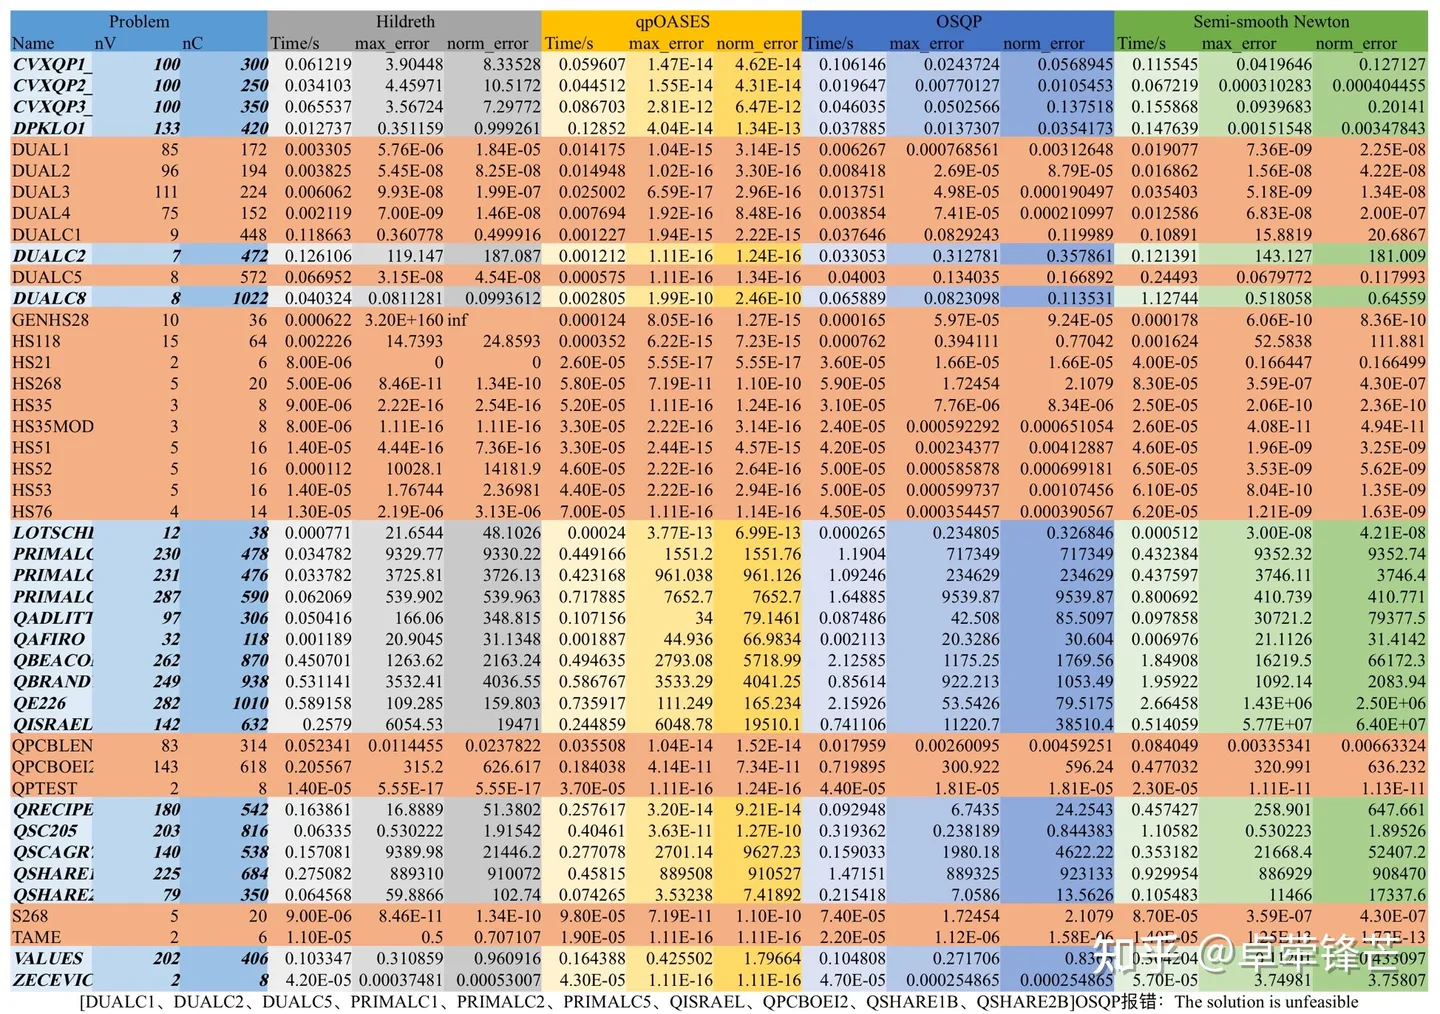 Problem Hildreth qpOASES OSQP Semi-smooth Newton
Name nV nC Time/s max_error norm_error Time/s max_error norm_error Time/s max_error norm_error Time/s max_error norm_error
CVXQP1_ 100 300 0.061219 3.90448 8.33528 0.059607 1.47E-14 4.62E-14 0.106146 0.0243724 0.0568945 0.115545 0.0419646 0.127127
CVXQP2_ 100 250 0.034103 4.45971 10.5172 0.044512 1.55E-14 4.31E-14 0.019647 0.00770127 0.0105453 0.067219 0.000310283 0.000404455
CVXQP3_ 100 350 0.065537 3.56724 7.29772 0.086703 2.81E-12 6.47E-12 0.046035 0.0502566 0.137518 0.155868 0.0939683 0.20141
DPKLO1 133 420 0.012737 0.351159 0.999261 0.12852 4.04E-14 1.34E-13 0.037885 0.0137307 0.0354173 0.147639 0.00151548 0.00347843
DUAL1 85 172 0.003305 5.76E-06 1.84E-05 0.014175 1.04E-15 3.14E-15 0.006267 0.000768561 0.00312648 0.019077 7.36E-09 2.25E-08
DUAL2 96 194 0.003825 5.45E-08 8.25E-08 0.014948 1.02E-16 3.30E-16 0.008418 2.69E-05 8.79E-05 0.016862 1.56E-08 4.22E-08
DUAL3 111 224 0.006062 9.93E-08 1.99E-07 0.025002 6.59E-17 2.96E-16 0.013751 4.98E-05 0.000190497 0.035403 5.18E-09 1.34E-08
DUAL4 75 152 0.002119 7.00E-09 1.46E-08 0.007694 1.92E-16 8.48E-16 0.003854 7.41E-05 0.000210997 0.012586 6.83E-08 2.00E-07
DUALC1 9 448 0.118663 0.360778 0.499916 0.001227 1.94E-15 2.22E-15 0.037646 0.0829243 0.119989 0.10891 15.8819 20.6867
DUALC2 7 472 0.126106 119.147 187.087 0.001212 1.11E-16 1.24E-16 0.033053 0.312781 0.357861 0.121391 143.127 181.009
DUALC5 8 572 0.066952 3.15E-08 4.54E-08 0.000575 1.11E-16 1.34E-16 0.04003 0.134035 0.166892 0.24493 0.0679772 0.117993
DUALC8 8 1022 0.040324 0.0811281 0.0993612 0.002805 1.99E-10 2.46E-10 0.065889 0.0823098 0.113531 1.12744 0.518058 0.64559
GENHS28 10 36 0.000622 3.20E+160 inf 0.000124 8.05E-16 1.27E-15 0.000165 5.97E-05 9.24E-05 0.000178 6.06E-10 8.36E-10
HS118 15 64 0.002226 14.7393 24.8593 0.000352 6.22E-15 7.23E-15 0.000762 0.394111 0.77042 0.001624 52.5838 111.881
HS21 2 6 8.00E-06 0 0 2.60E-05 5.55E-17 5.55E-17 3.60E-05 1.66E-05 1.66E-05 4.00E-05 0.166447 0.166499
HS268 5 20 5.00E-06 8.46E-11 1.34E-10 5.80E-05 7.19E-11 1.10E-10 5.90E-05 1.72454 2.1079 8.30E-05 3.59E-07 4.30E-07
HS35 3 8 9.00E-06 2.22E-16 2.54E-16 5.20E-05 1.11E-16 1.24E-16 3.10E-05 7.76E-06 8.34E-06 2.50E-05 2.06E-10 2.36E-10
HS35MOD 3 8 8.00E-06 1.11E-16 1.11E-16 3.30E-05 2.22E-16 3.14E-16 2.40E-05 0.000592292 0.000651054 2.60E-05 4.08E-11 4.94E-11
HS51 5 16 1.40E-05 4.44E-16 7.36E-16 3.30E-05 2.44E-15 4.57E-15 4.20E-05 0.00234377 0.00412887 4.60E-05 1.96E-09 3.25E-09
HS52 5 16 0.000112 10028.1 14181.9 4.60E-05 2.22E-16 2.64E-16 5.00E-05 0.000585878 0.000699181 6.50E-05 3.53E-09 5.62E-09
HS53 5 16 1.40E-05 1.76744 2.36981 4.40E-05 2.22E-16 2.94E-16 5.00E-05 0.000599737 0.00107456 6.10E-05 8.04E-10 1.35E-09
HS76 4 14 1.30E-05 2.19E-06 3.13E-06 7.00E-05 1.11E-16 1.14E-16 4.50E-05 0.000354457 0.000390567 6.20E-05 1.21E-09 1.63E-09
LOTSCHI 12 38 0.000771 21.6544 48.1026 0.00024 3.77E-13 6.99E-13 0.000265 0.234805 0.326846 0.000512 3.00E-08 4.21E-08
PRIMALC 230 478 0.034782 9329.77 9330.22 0.449166 1551.2 1551.76 1.1904 717349 717349 0.432384 9352.32 9352.74
PRIMALC 231 476 0.033782 3725.81 3726.13 0.423168 961.038 961.126 1.09246 234629 234629 0.437597 3746.11 3746.4
PRIMALC 287 590 0.062069 539.902 539.963 0.717885 7652.7 7652.7 1.64885 9539.87 9539.87 0.800692 410.739 410.771
QADLITT 97 306 0.050416 166.06 348.815 0.107156 34 79.1461 0.087486 42.508 85.5097 0.097858 30721.2 79377.5
QAFIRO 32 118 0.001189 20.9045 31.1348 0.001887 44.936 66.9834 0.002113 20.3286 30.604 0.006976 21.1126 31.4142
QBEACO 262 870 0.450701 1263.62 2163.24 0.494635 2793.08 5718.99 2.12585 1175.25 1769.56 1.84908 16219.5 66172.3
QBRAND 249 938 0.531141 3532.41 4036.55 0.586767 3533.29 4041.25 0.85614 922.213 1053.49 1.95922 1092.14 2083.94
QE226 282 1010 0.589158 109.285 159.803 0.735917 111.249 165.234 2.15926 53.5426 79.5175 2.66458 1.43E+06 2.50E+06
QISRAEL 142 632 0.2579 6054.53 19471 0.244859 6048.78 19510.1 0.741106 11220.7 38510.4 0.514059 5.77E+07 6.40E+07
QPCBLEN 83 314 0.052341 0.0114455 0.0237822 0.035508 1.04E-14 1.52E-14 0.017959 0.00260095 0.00459251 0.084049 0.00335341 0.00663324
QPCBOEI2 143 618 0.205567 315.2 626.617 0.184038 4.14E-11 7.34E-11 0.719895 300.922 596.24 0.477032 320.991 636.232
QPTEST 2 8 1.40E-05 5.55E-17 5.55E-17 3.70E-05 1.11E-16 1.24E-16 4.40E-05 1.81E-05 1.81E-05 2.30E-05 1.11E-11 1.13E-11
QRECIPE 180 542 0.163861 16.8889 51.3802 0.257617 3.20E-14 9.21E-14 0.092948 6.7435 24.2543 0.457427 258.901 647.661
QSC205 203 816 0.06335 0.530222 1.91542 0.40461 3.63E-11 1.27E-10 0.319362 0.238189 0.844383 1.10582 0.530223 1.89526
QSCAGR7 140 538 0.157081 9389.98 21446.2 0.277078 2701.14 9627.23 0.159033 1980.18 4622.22 0.353182 21668.4 52407.2
QSHARE1 225 684 0.275082 889310 910072 0.45815 889508 910527 1.47151 889325 923133 0.929954 886929 908470
QSHARE2 79 350 0.064568 59.8866 102.74 0.074265 3.53238 7.41892 0.215418 7.0586 13.5626 0.105483 11466 17337.6
S268 5 20 9.00E-06 8.46E-11 1.34E-10 9.80E-05 7.19E-11 1.10E-10 7.40E-05 1.72454 2.1079 8.70E-05 3.59E-07 4.30E-07
TAME 2 6 1.10E-05 0.5 0.707107 1.90E-05 1.11E-16 1.11E-16 2.20E-05 1.12E-06 1.58E-06
VALUES 202 406 0.103347 0.310859 0.960916 0.164388 0.425502 1.79664 0.104808 0.271706
ZECEVIC 2 8 4.20E-05 0.00037481 0.00053007 4.30E-05 1.11E-16 1.11E-16 4.70E-05 0.000254865 0.000254865 5.70E-05 3.74981 3.75807
知乎 @卓荦锋芒
[DUALC1、DUALC2、DUALC5、PRIMALC1、PRIMALC2、PRIMALC5、QISRAEL、QPCBOEI2、QSHARE1B、QSHARE2B]OSQP报错：The solution is unfeasible